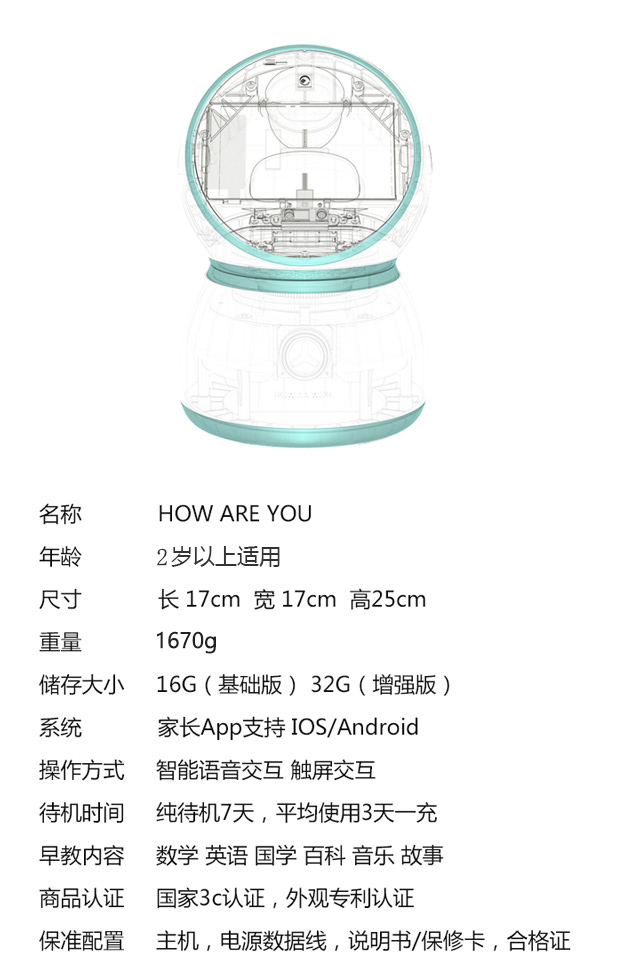 名称 HOW ARE YOU
年龄 2岁以上适用
尺寸 长 17cm 宽 17cm 高25cm
重量 1670g
储存大小 16G（基础版） 32G（增强版）
系统 家长App支持 IOS/Android
操作方式 智能语音交互 触屏交互
待机时间 纯待机7天，平均使用3天一充
早教内容 数学 英语 国学 百科 音乐 故事
商品认证 国家3c认证，外观专利认证
保准配置 主机，电源数据线，说明书/保修卡，合格证